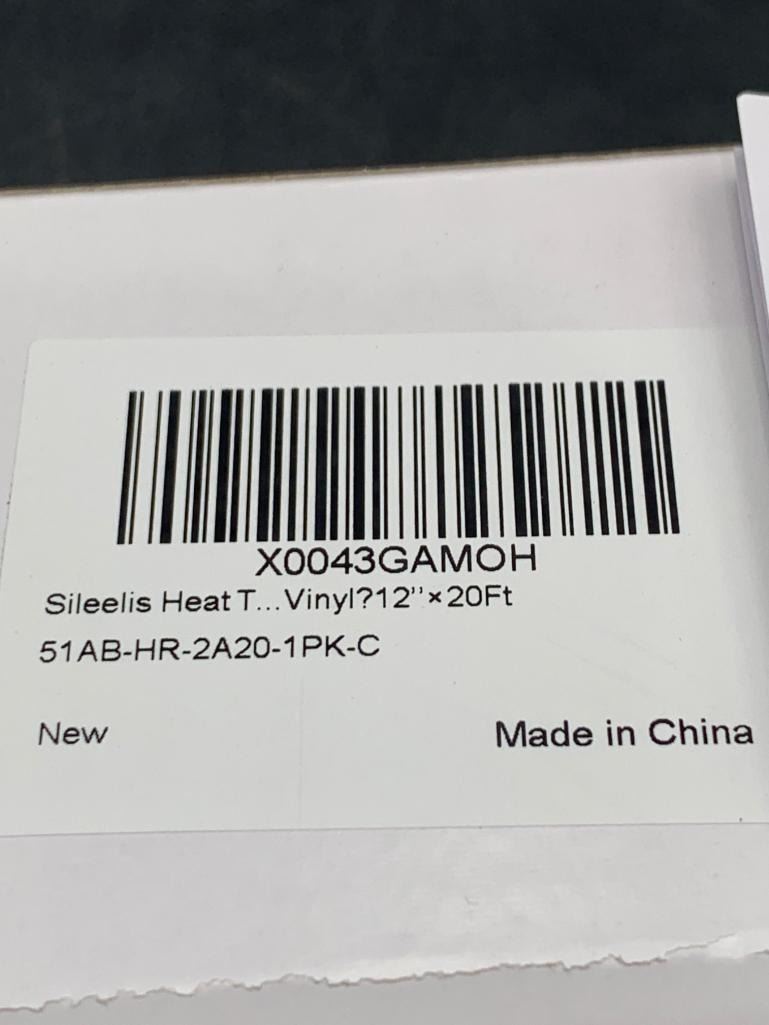 X0043GAMOH
Sileelis Heat T...Vinyl?12''×20Ft
51AB-HR-2A20-1PK-C
New
Made in China